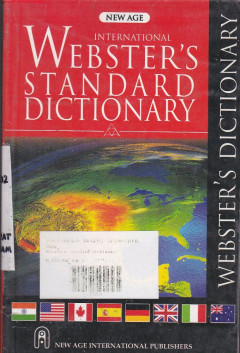 NEW AGE
INTERNATIONAL
WEBSTER'S
STANDARD
DICTIONARY
WEBSTER'S DICTIONARY
NEW AGE INTERNATIONAL PUBLISHERS